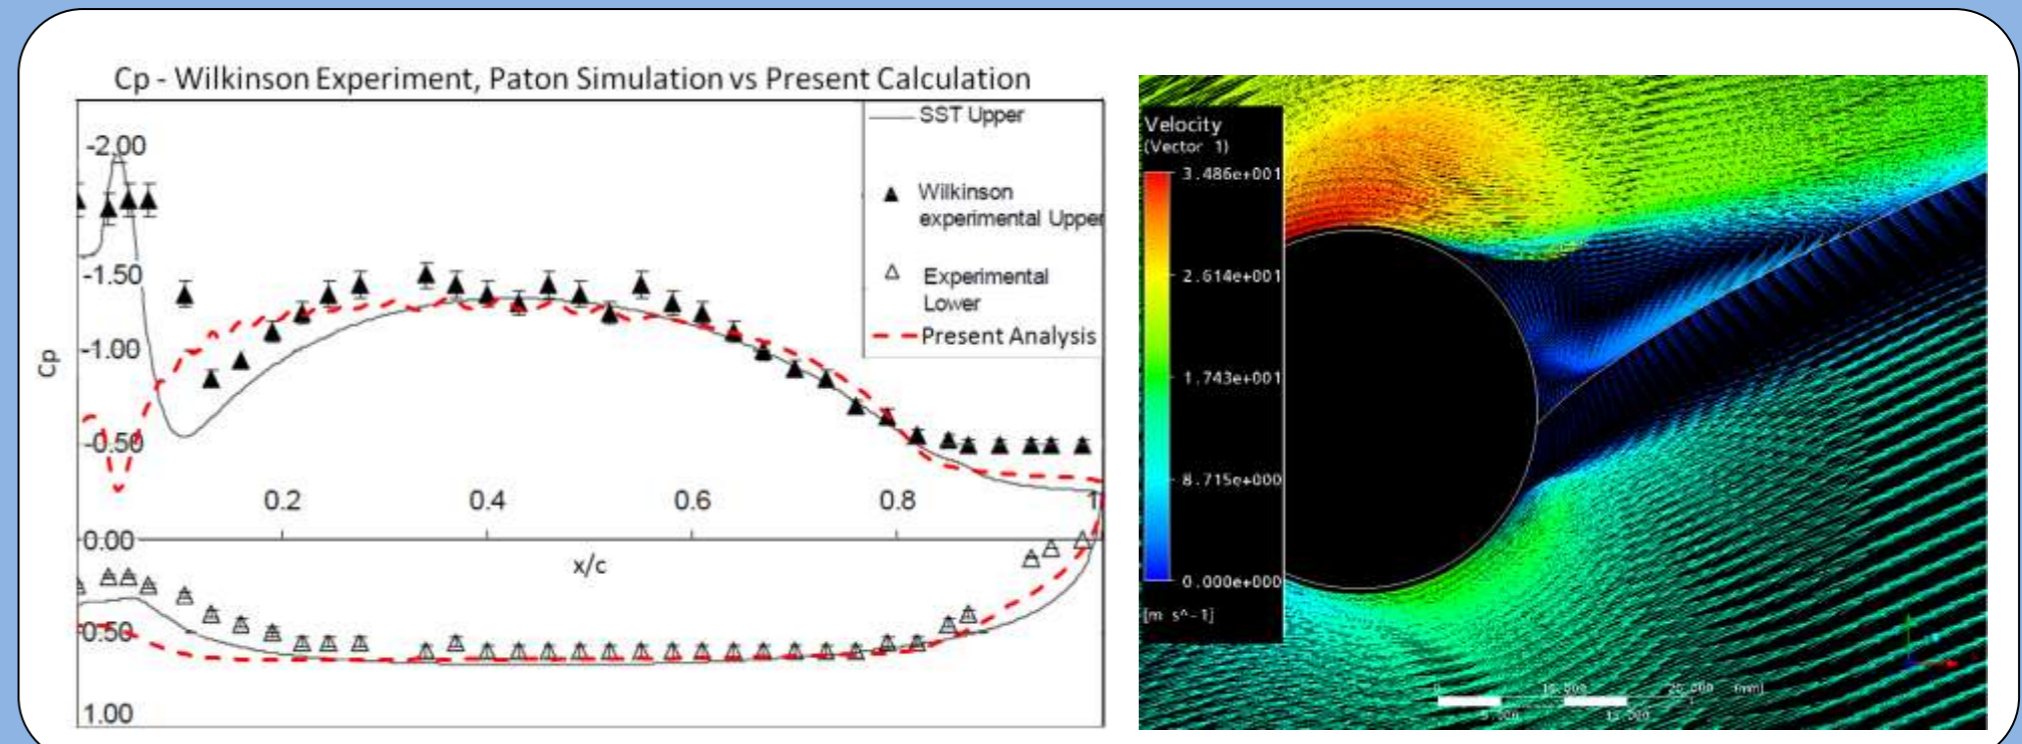 Cp - Wilkinson Experiment, Paton Simulation vs Present Calculation
SST Upper
Wilkinson
experimental Upper
Experimental
Lower
Present Analysis
Cp
-2.00
-1.50
-1.00
-0.50
0.00
0.50
1.00
0.2
0.4
0.6
0.8
1
x/c
Velocity
(Vector 1)
3.486e+001
2.614e+001
1.743e+001
8.715e+000
0.000e+000
[m s^-1]
0
(mm)